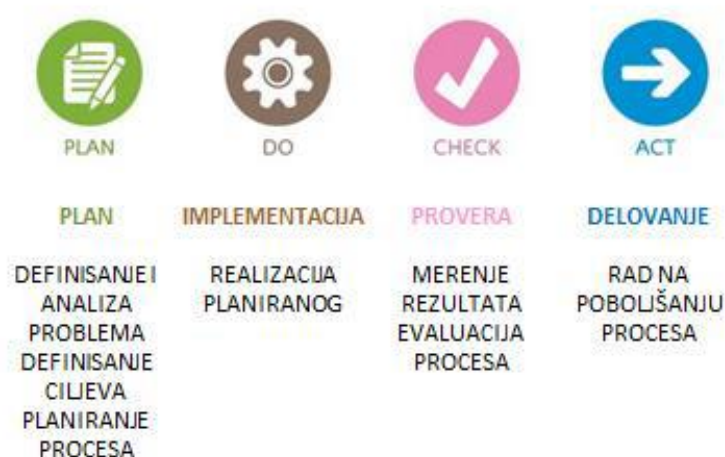 PLAN
DO
CHECK
ACT
PLAN
IMPLEMENTACIJA
PROVERA
DELOVANJE
DEFINISANJE I
ANALIZA
PROBLEMA
DEFINISANJE
CILJEVA
PLANIRANJE
PROCESA
REALIZACIJA
PLANIRANOG
MERENJE
REZULTATA
EVALUACIJA
PROCESA
RAD NA
POBOLJŠANJU
PROCESA